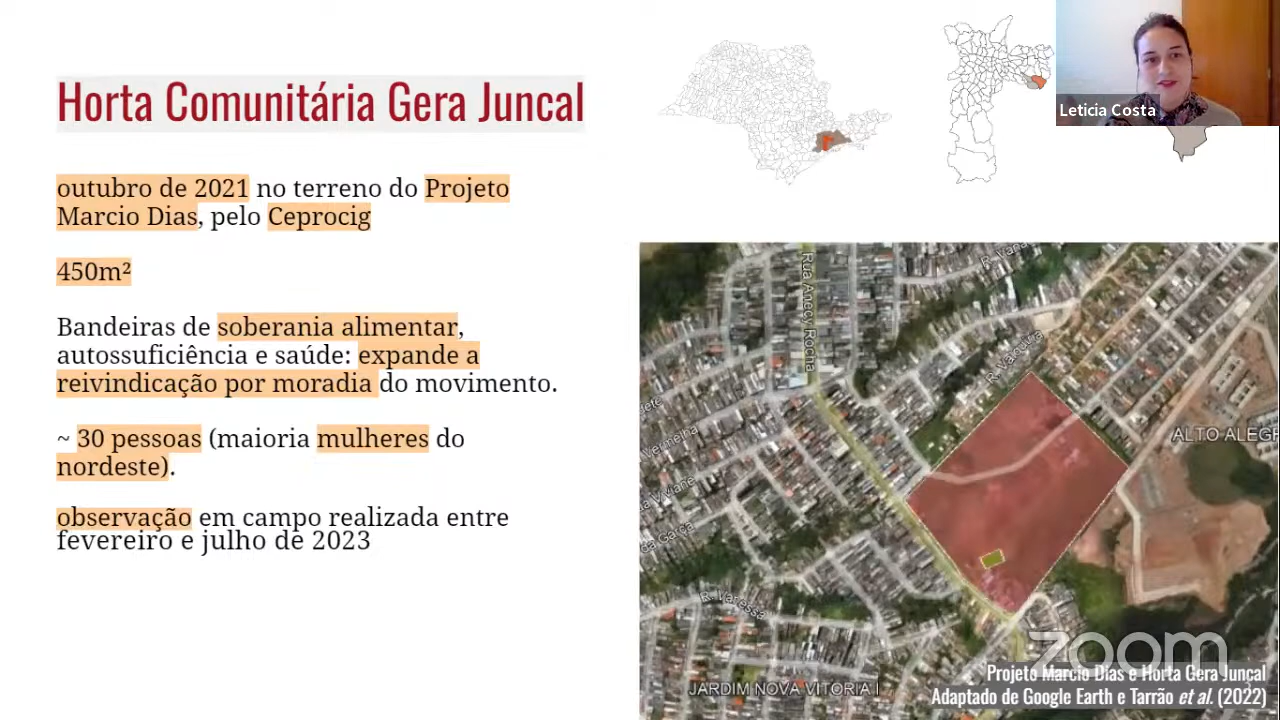 Horta Comunitária Gera Juncal
outubro de 2021 no terreno do Projeto
Marcio Dias, pelo Ceprocig
450m²
Bandeiras de soberania alimentar,
autossuficiência e saúde: expande a
reivindicação por moradia do movimento.
~ 30 pessoas (maioria mulheres do
nordeste).
observação em campo realizada entre
fevereiro e julho de 2023
Leticia Costa
Rua Anecy Rocha
ALTO ALEGR
R. Vanessa
JARDIM NOVA VITORIA I
zoom
Projeto Marcio Dias e Horta Gera Juncal
Adaptado de Google Earth e Tarrão et al. (2022)